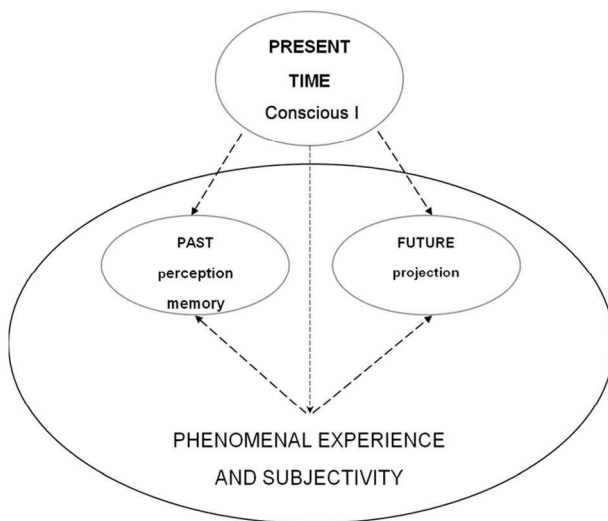 PRESENT
TIME
Conscious I
PAST
perception
memory
FUTURE
projection
PHENOMENAL EXPERIENCE
AND SUBJECTIVITY